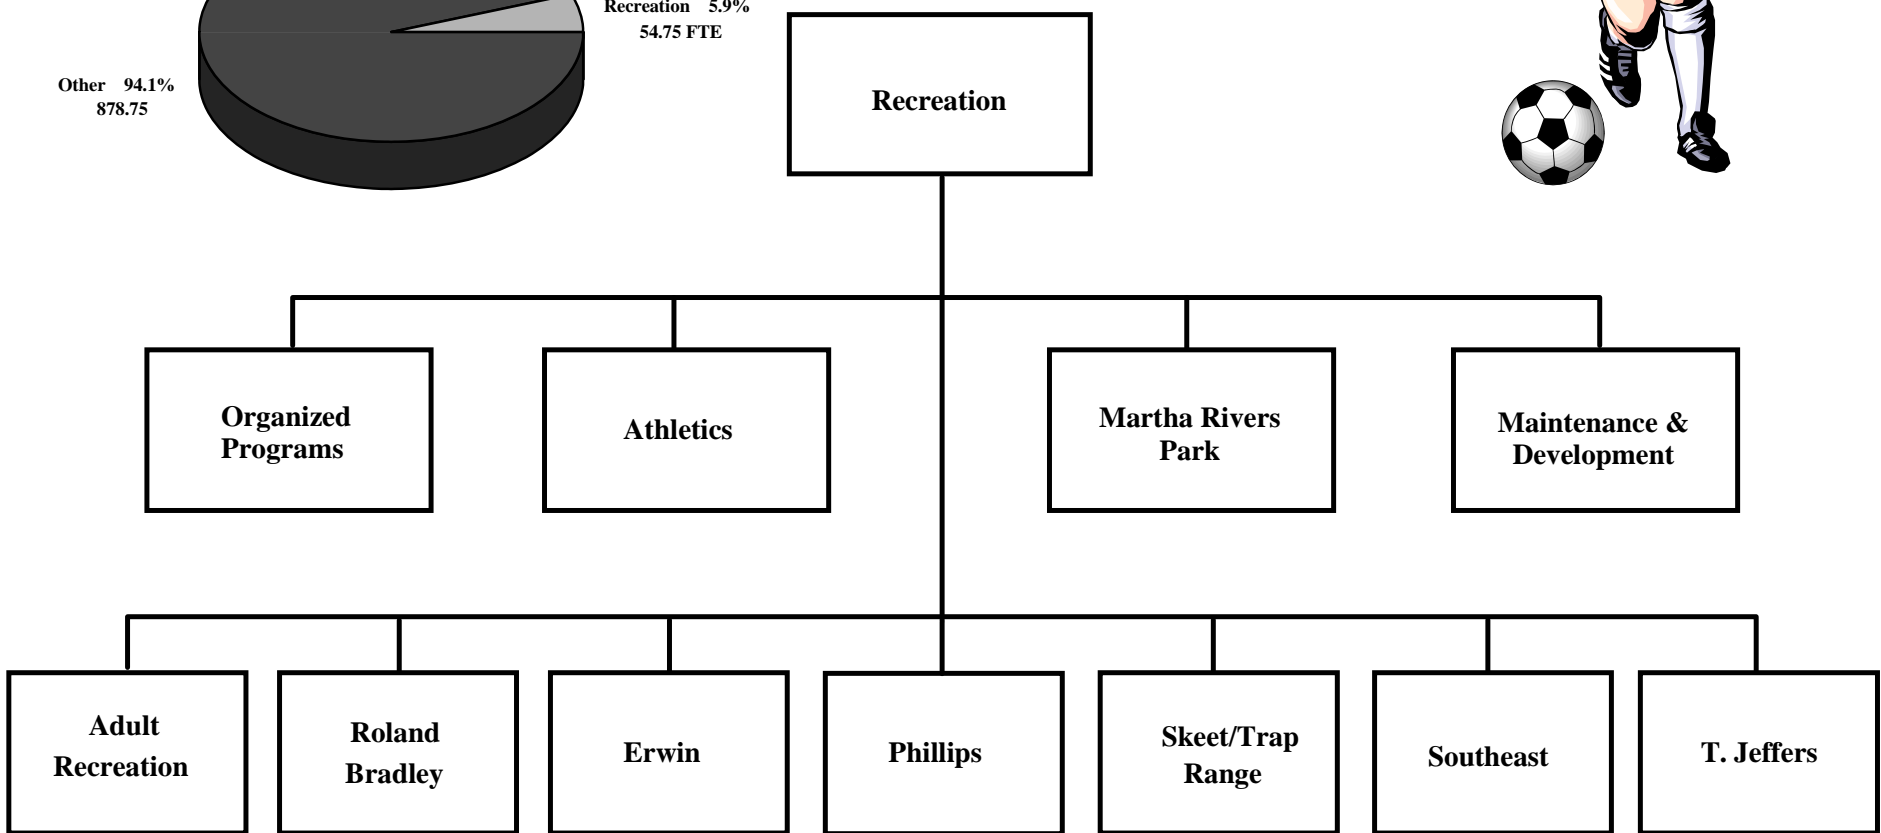 Recreation 5.9%
54.75 FTE
Other 94.1%
878.75
Recreation
Organized
Programs
Athletics
Martha Rivers
Park
Maintenance &
Development
Adult
Recreation
Roland
Bradley
Erwin
Phillips
Skeet/Trap
Range
Southeast
T. Jeffers